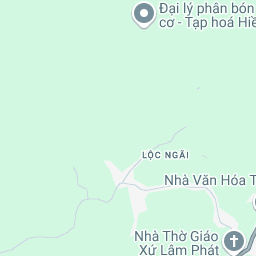 Đại lý phân bón
cơ - Tạp hoá Hiề
LỘC NGÃI
Nhà Văn Hóa T
Nhà Thờ Giáo
Xứ Lâm Phát